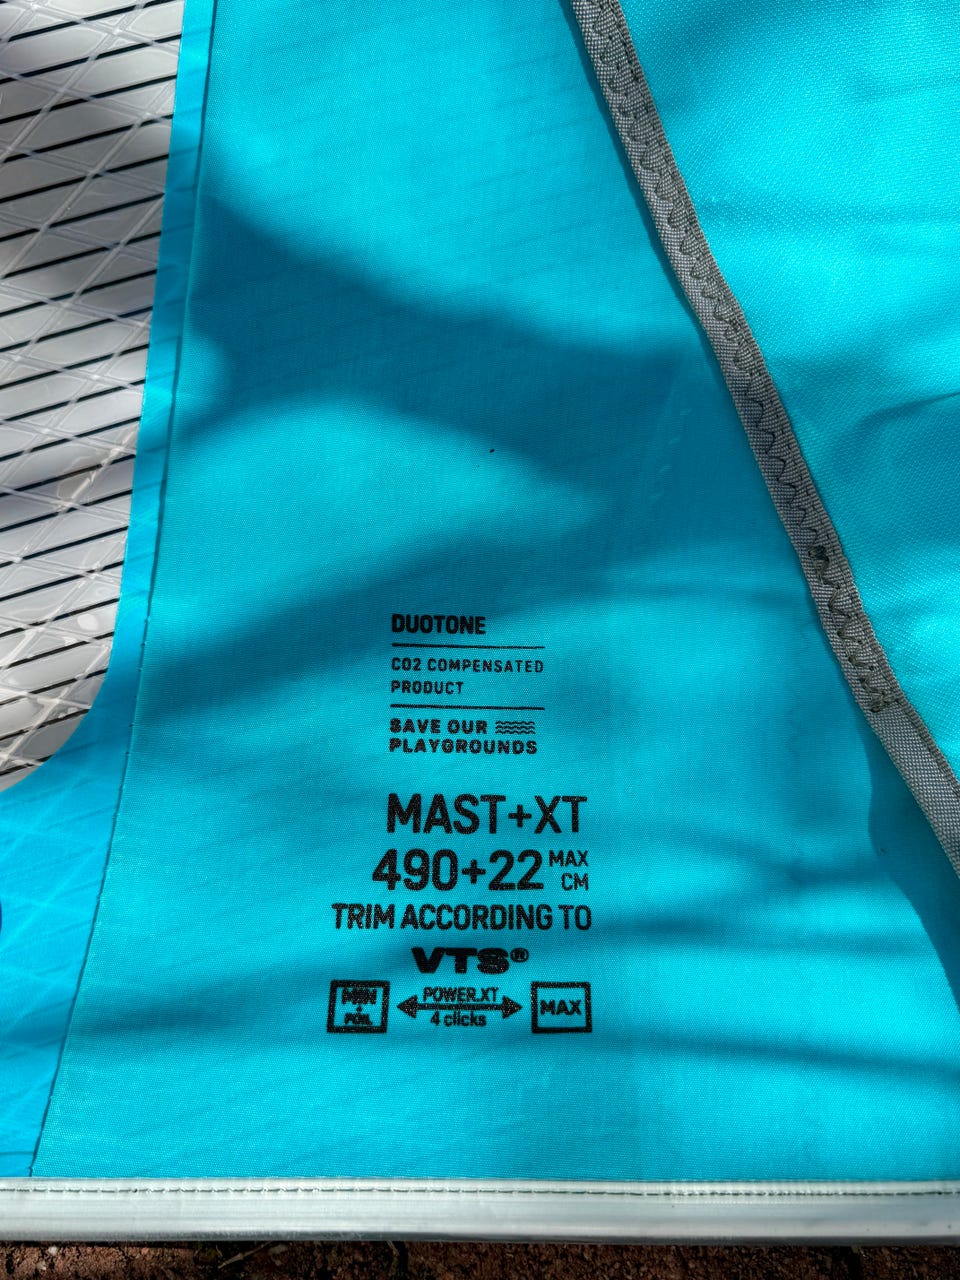 DUOTONE
CO2 COMPENSATED
PRODUCT
SAVE OUR
PLAYGROUNDS
MAST+XT
490+22 MAX CM
TRIM ACCORDING TO
VTS®
MIN + FOIL POWER.XT 4 clicks MAX